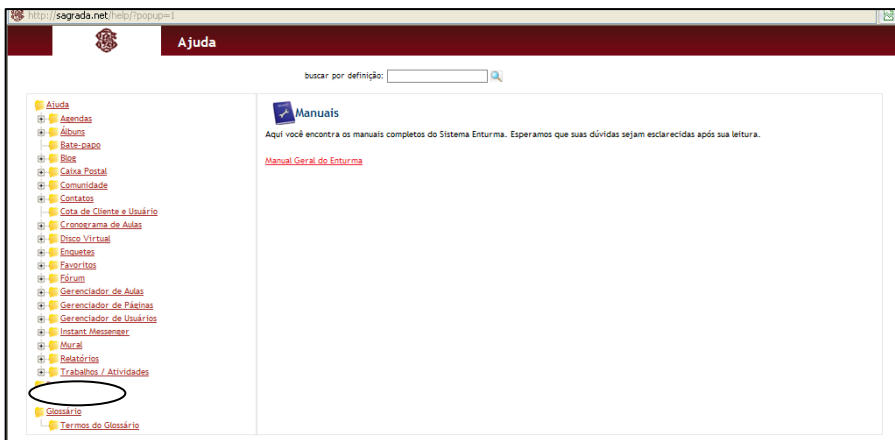 http://sagrada.net/help/?popup=1
Ajuda
buscar por definição:
Ajuda
Agendas
Álbuns
Bate-papo
Blog
Caixa Postal
Comunidade
Contatos
Cota de Cliente e Usuário
Cronograma de Aulas
Disco Virtual
Enquetes
Favoritos
Fórum
Gerenciador de Aulas
Gerenciador de Páginas
Gerenciador de Usuários
Instant Messenger
Mural
Relatórios
Trabalhos / Atividades
Glossário
Termos do Glossário
Manuais
Aqui você encontra os manuais completos do Sistema Enturma. Esperamos que suas dúvidas sejam esclarecidas após sua leitura.
Manual Geral do Enturma